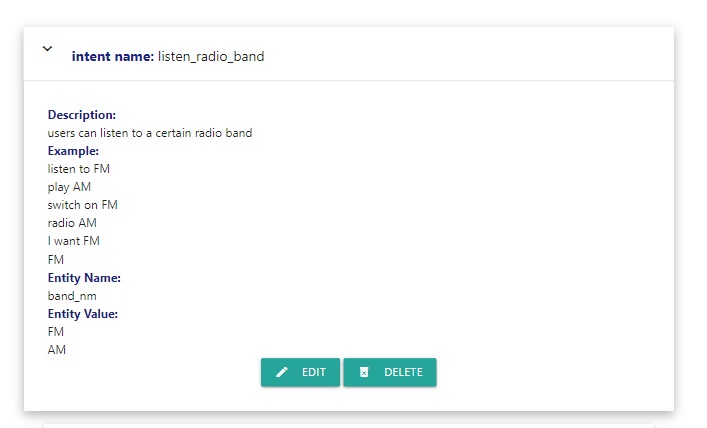 intent name: listen_radio_band
Description:
users can listen to a certain radio band
Example:
listen to FM
play AM
switch on FM
radio AM
I want FM
FM
Entity Name:
band_nm
Entity Value:
FM
AM
EDIT DELETE